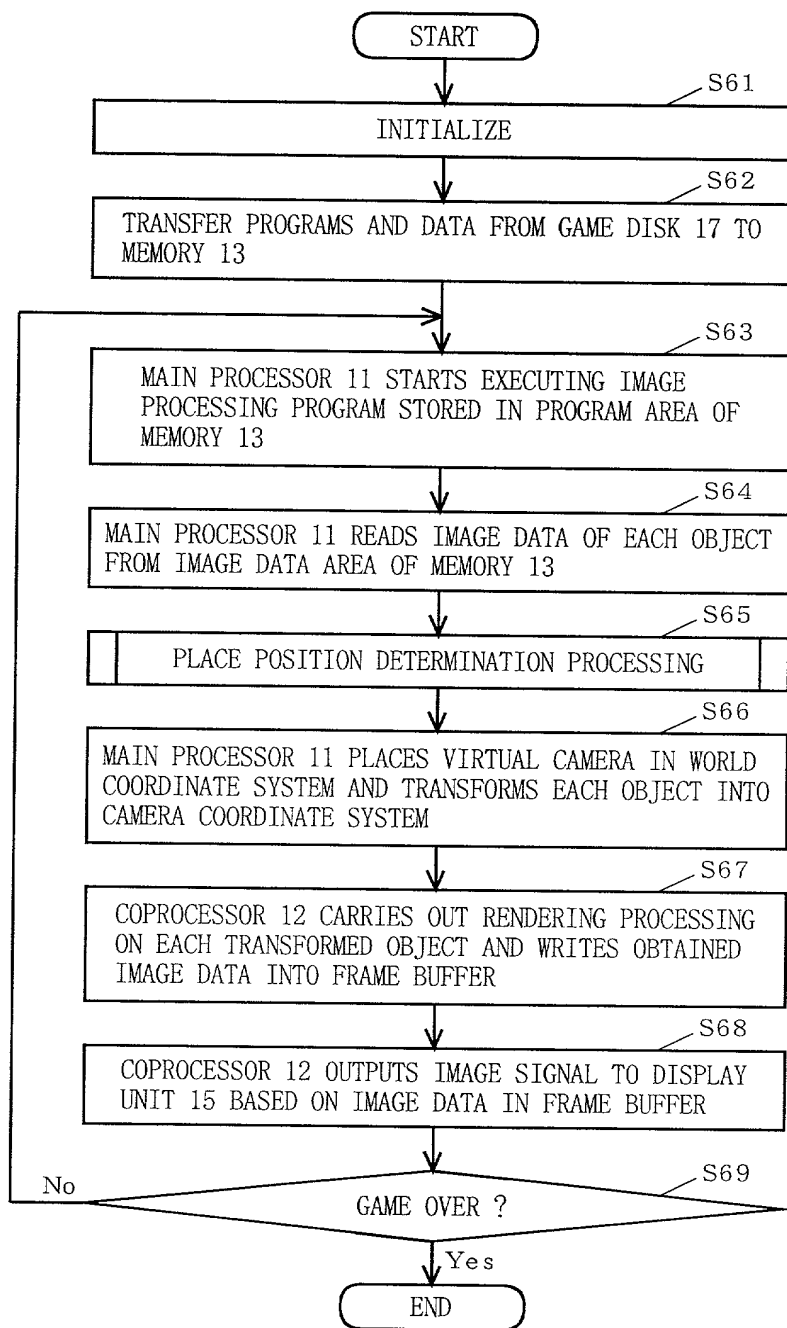 START
S61
INITIALIZE
S62
TRANSFER PROGRAMS AND DATA FROM GAME DISK 17 TO
MEMORY 13
S63
MAIN PROCESSOR 11 STARTS EXECUTING IMAGE
PROCESSING PROGRAM STORED IN PROGRAM AREA OF
MEMORY 13
S64
MAIN PROCESSOR 11 READS IMAGE DATA OF EACH OBJECT
FROM IMAGE DATA AREA OF MEMORY 13
S65
PLACE POSITION DETERMINATION PROCESSING
S66
MAIN PROCESSOR 11 PLACES VIRTUAL CAMERA IN WORLD
COORDINATE SYSTEM AND TRANSFORMS EACH OBJECT INTO
CAMERA COORDINATE SYSTEM
S67
COPROCESSOR 12 CARRIES OUT RENDERING PROCESSING
ON EACH TRANSFORMED OBJECT AND WRITES OBTAINED
IMAGE DATA INTO FRAME BUFFER
S68
COPROCESSOR 12 OUTPUTS IMAGE SIGNAL TO DISPLAY
UNIT 15 BASED ON IMAGE DATA IN FRAME BUFFER
S69
No
GAME OVER ?
Yes
END